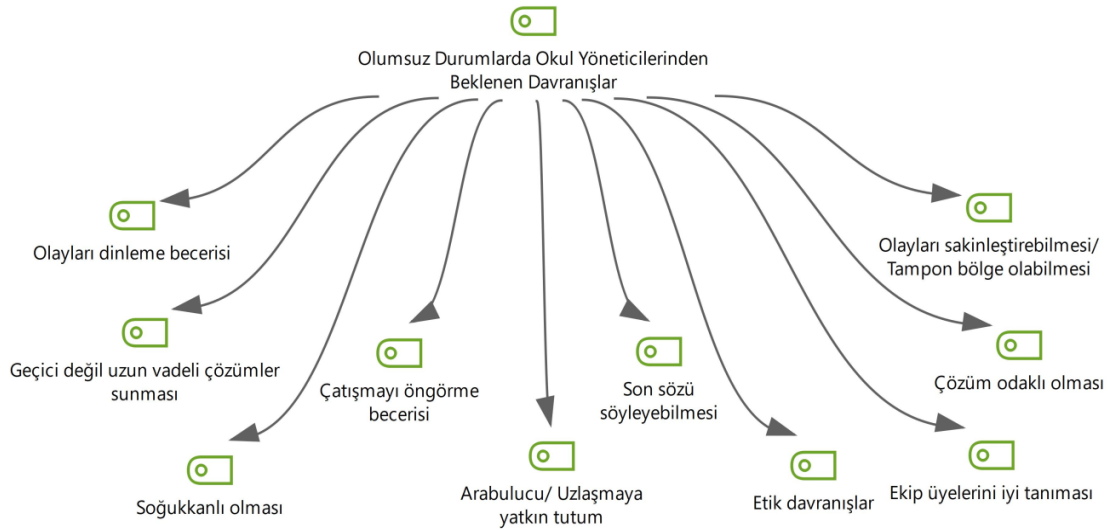 Olumsuz Durumlarda Okul Yöneticilerinden
Beklenen Davranışlar
Olayları dinleme becerisi
Olayları sakinleştirebilmesi/
Tampon bölge olabilmesi
Geçici değil uzun vadeli çözümler
sunması
Çatışmayı öngörme
becerisi
Son sözü
söyleyebilmesi
Çözüm odaklı olması
Soğukkanlı olması
Arabulucu/ Uzlaşmaya
yatkın tutum
Etik davranışlar
Ekip üyelerini iyi tanıması